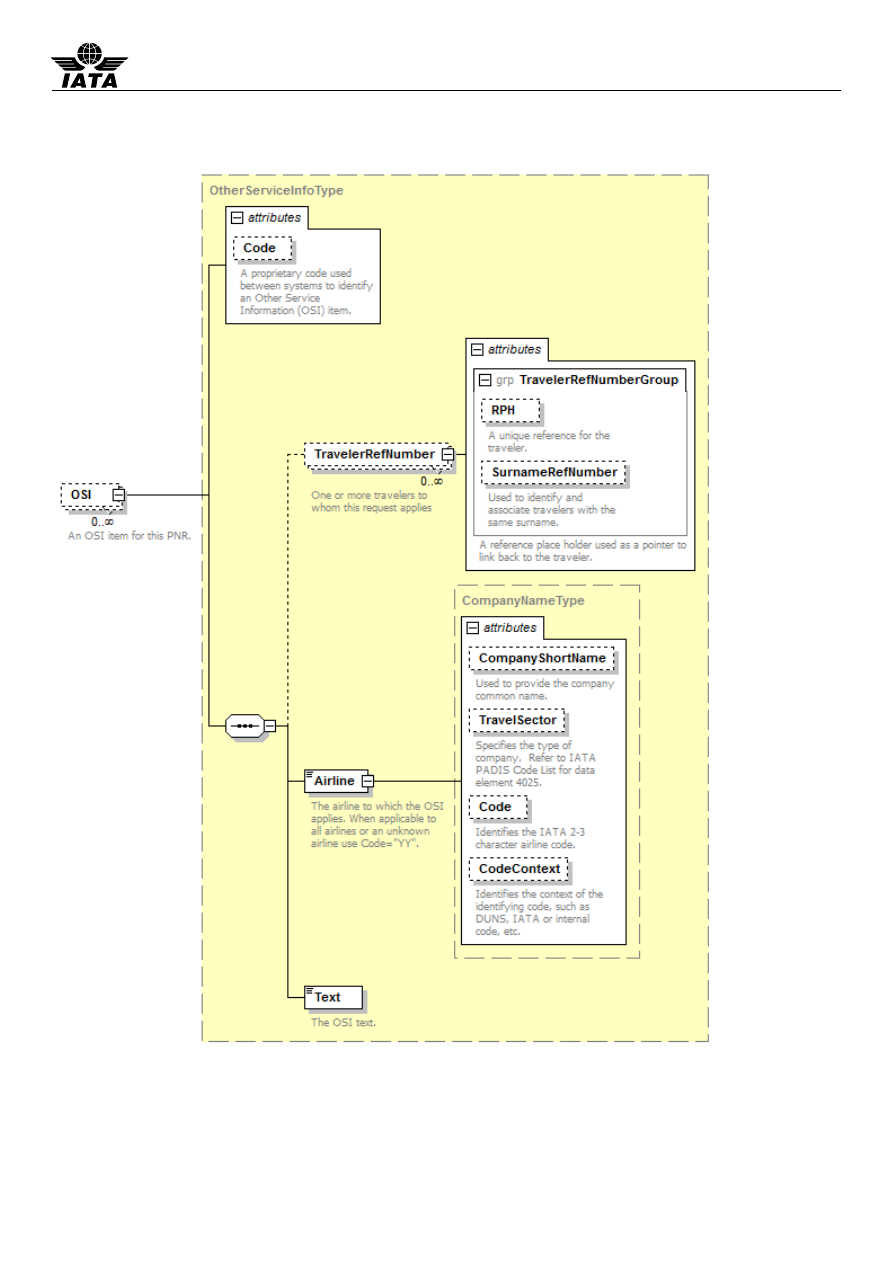 IATA
OtherServiceInfoType
attributes
Code
A proprietary code used
between systems to identify
an Other Service
Information (OSI) item.
attributes
grp TravelerRefNumberGroup
RPH
A unique reference for the
traveler.
SurnameRefNumber
Used to identify and
associate travelers with the
same surname.
A reference place holder used as a pointer to
link back to the traveler.
TravelerRefNumber
0..∞
One or more travelers to
whom this request applies
OSI
0..∞
An OSI item for this PNR.
CompanyNameType
attributes
CompanyShortName
Used to provide the company
common name.
TravelSector
Specifies the type of
company. Refer to IATA
PADIS Code List for data
element 4025.
Code
Identifies the IATA 2-3
character airline code.
CodeContext
Identifies the context of the
identifying code, such as
DUNS, IATA or internal
code, etc.
Airline
The airline to which the OSI
applies. When applicable to
all airlines or an unknown
airline use Code="YY".
Text
The OSI text.